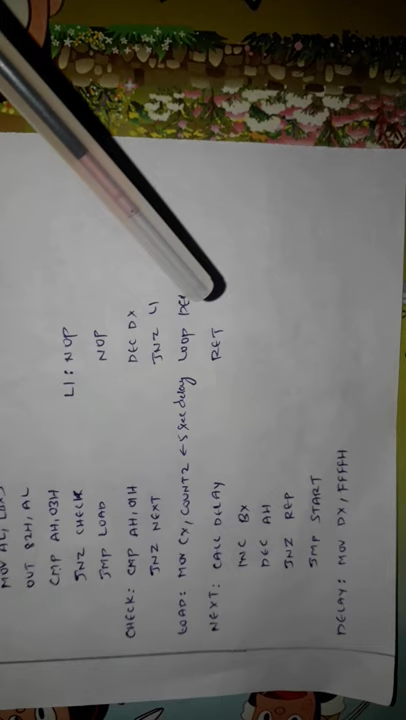 MOV AL,
OUT 82H, AL
CMP AH, 03H
JNZ CHECK
JMP LOAD
CHECK: CMP AH, 01H
JNZ NEXT
LOAD: MOV CX, COUNT2 ← 5 sec delay
NEXT: CALL DELAY
INC BX
DEC AH
JNZ REP
JMP START
DELAY: MOV DX, FFFFH
L1: NOP
NOP
DEC DX
JNZ L1
LOOP
RET